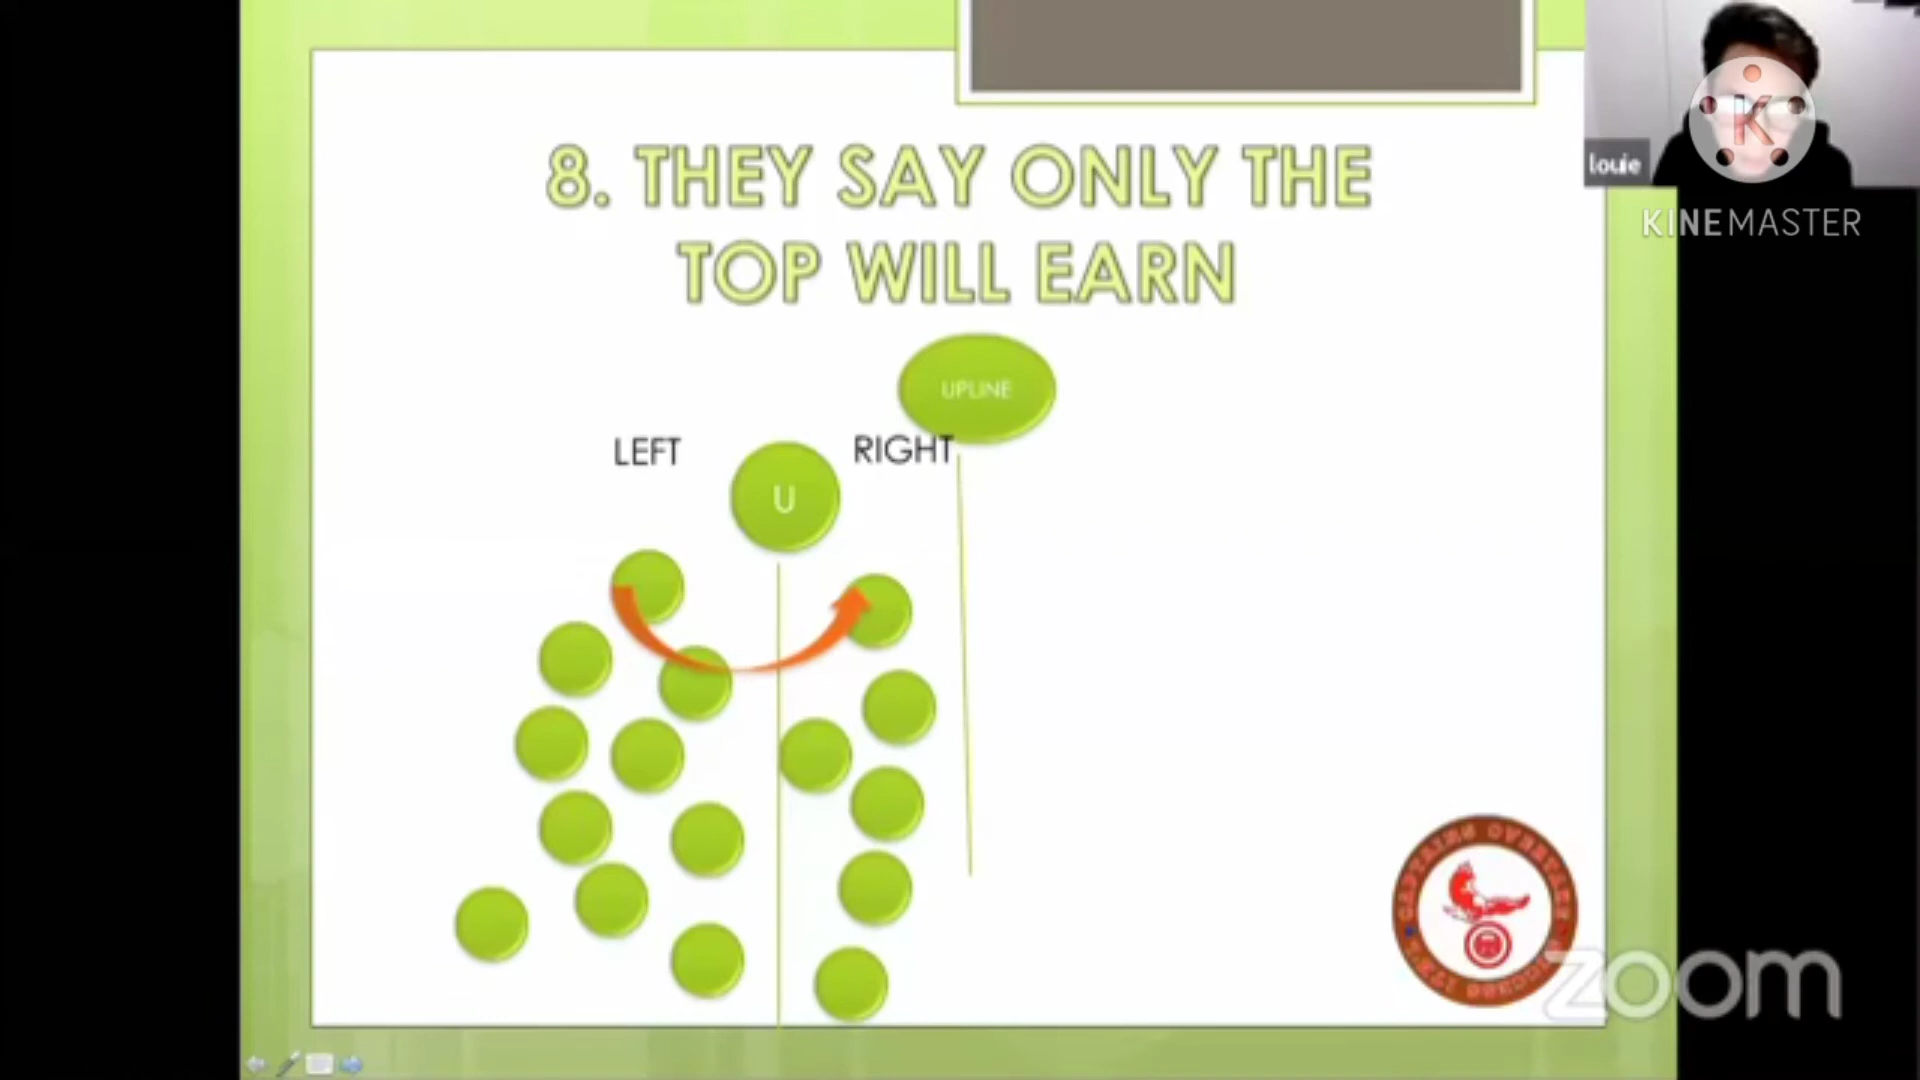 8. THEY SAY ONLY THE
TOP WILL EARN
UPLINE
LEFT
RIGHT
U
louie
K
KINEMASTER
zoom